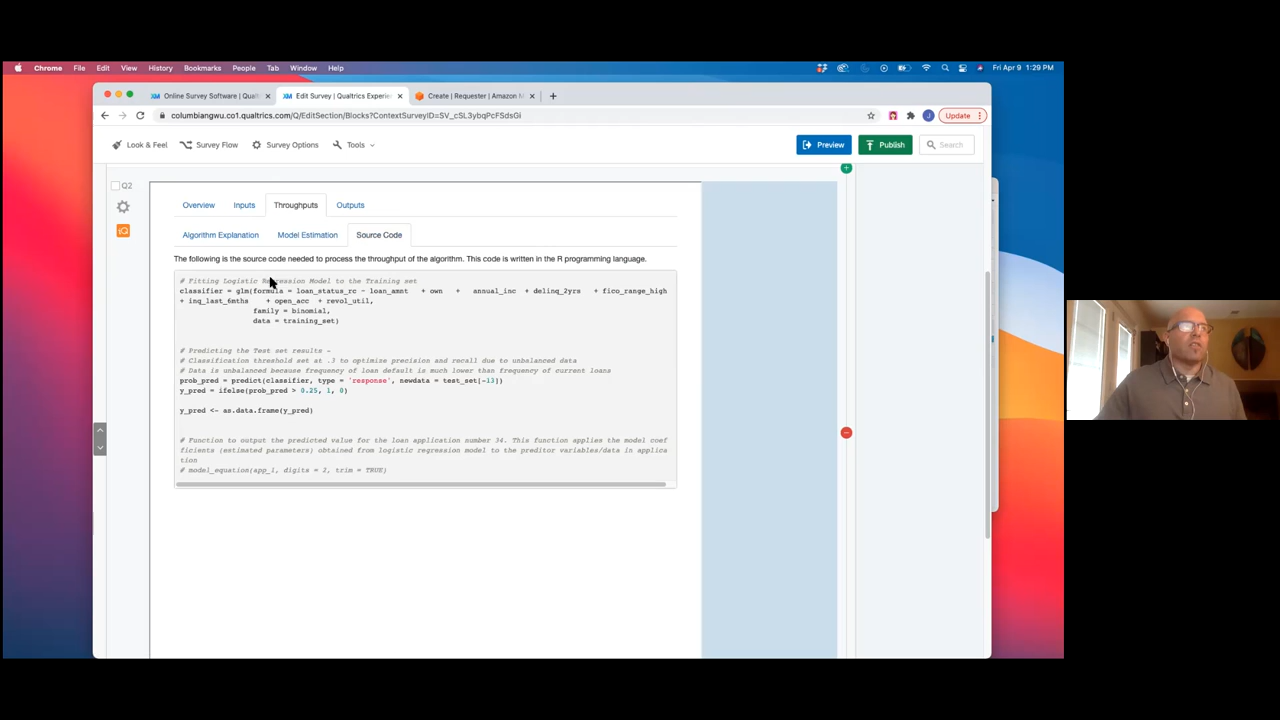 Chrome File Edit View History Bookmarks People Tab Window Help Fri Apr 9 1:29 PM
Online Survey Software | Qualt Edit Survey | Qualtrics Experie Create | Requester | Amazon M
columbiangwu.co1.qualtrics.com/Q/EditSection/Blocks?ContextSurveyID=SV_cSL3ybqPcFSdsGi Update
Look & Feel Survey Flow Survey Options Tools Preview Publish Search
Q2
iQ
Overview Inputs Throughputs Outputs
Algorithm Explanation Model Estimation Source Code
The following is the source code needed to process the throughput of the algorithm. This code is written in the R programming language.
# Fitting Logistic Regression Model to the Training set
classifier = glm(formula = loan_status_rc ~ loan_amnt + own + annual_inc + delinq_2yrs + fico_range_high
+ inq_last_6mths + open_acc + revol_util,
family = binomial,
data = training_set)
# Predicting the Test set results -
# Classification threshold set at .3 to optimize precision and recall due to unbalanced data
# Data is unbalanced because frequency of loan default is much lower than frequency of current loans
prob_pred = predict(classifier, type = 'response', newdata = test_set[-13])
y_pred = ifelse(prob_pred > 0.25, 1, 0)
y_pred <- as.data.frame(y_pred)
# Function to output the predicted value for the loan application number 34. This function applies the model coef
ficients (estimated parameters) obtained from logistic regression model to the preditor variables/data in applica
tion
# model_equation(app_1, digits = 2, trim = TRUE)